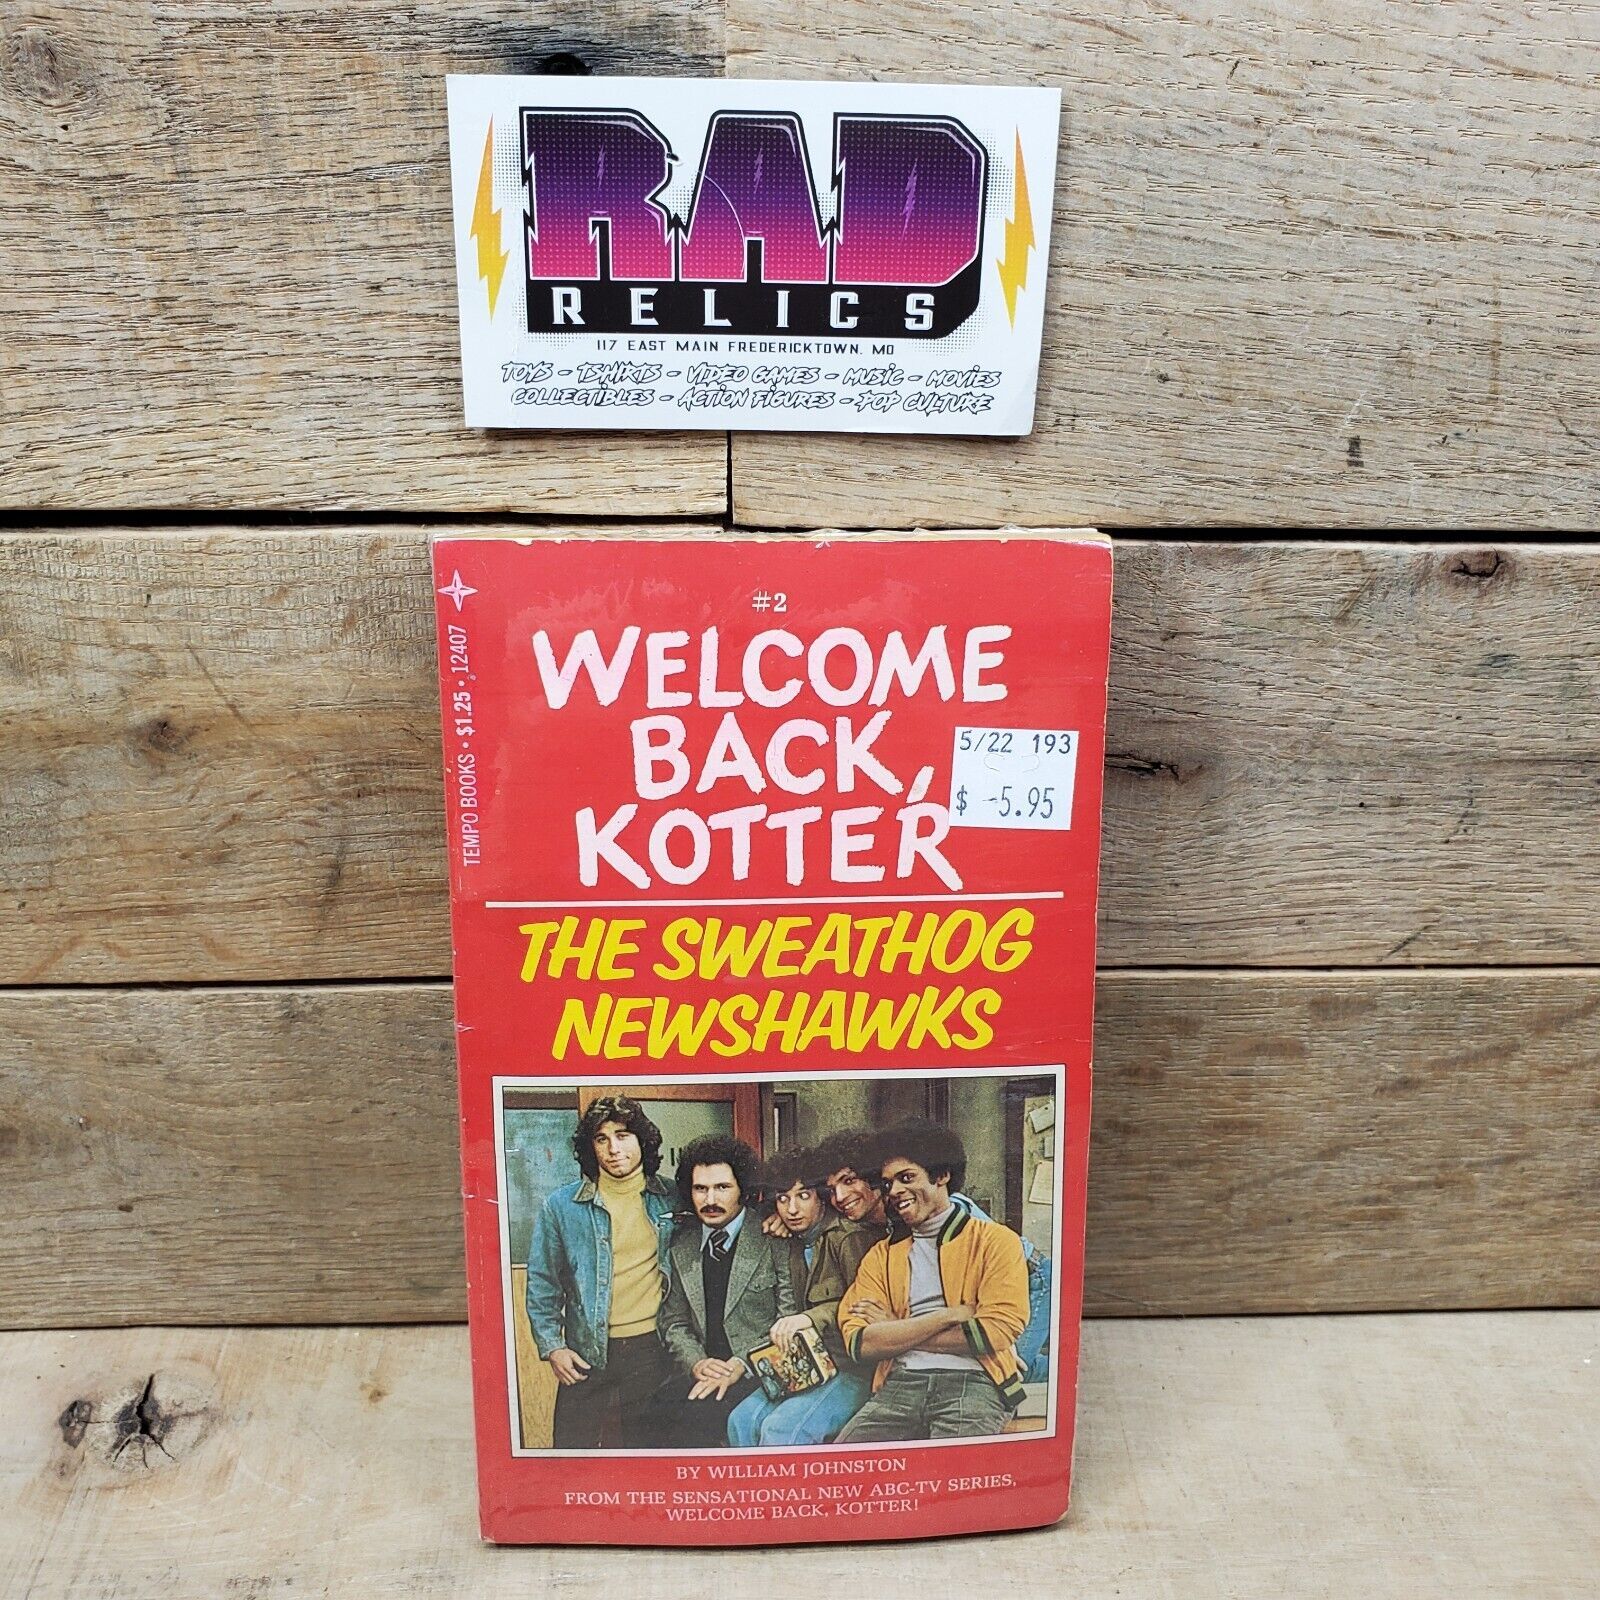 RAD
RELICS
117 EAST MAIN FREDERICKTOWN, MO
TOYS - TSHIRTS - VIDEO GAMES - MUSIC - MOVIES
COLLECTIBLES - ACTION FIGURES - POP CULTURE
TEMPO BOOKS • $1.25 • 12407
#2
WELCOME
BACK,
KOTTER
5/22 193
$ -5.95
THE SWEATHOG
NEWSHAWKS
BY WILLIAM JOHNSTON
FROM THE SENSATIONAL NEW ABC-TV SERIES,
WELCOME BACK, KOTTER!